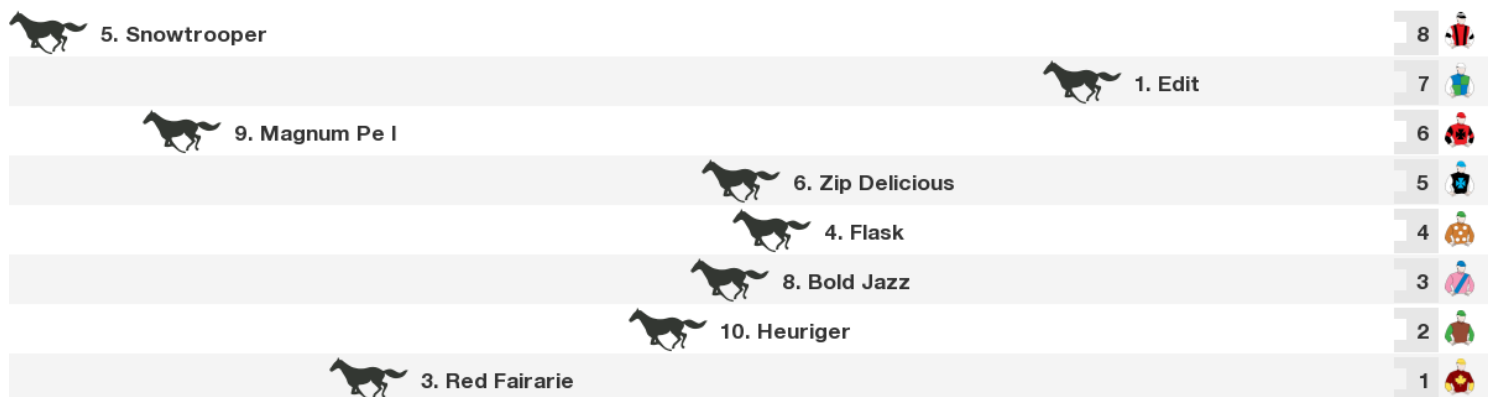 5. Snowtrooper 8
1. Edit 7
9. Magnum Pe I 6
6. Zip Delicious 5
4. Flask 4
8. Bold Jazz 3
10. Heuriger 2
3. Red Fairarie 1